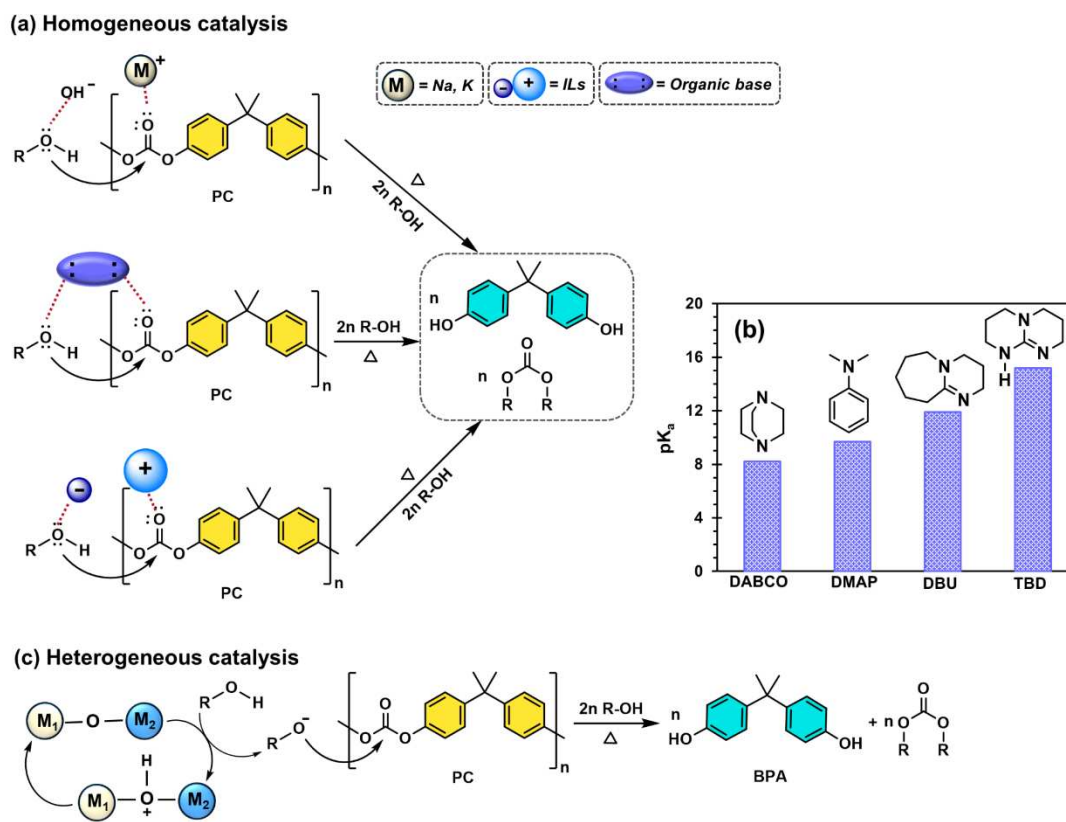 (a) Homogeneous catalysis
M = Na, K
- + = ILs
: : = Organic base
M +
OH -
R O H
:O:
O O
PC
n
△
2n R-OH
: : : :
R O H
:O:
O O
PC
n
2n R-OH
△
n
HO OH
n
O
O O
R R
- +
R O H
:O:
O O
PC
n
△
2n R-OH
(b)
pKa
20
16
12
8
4
0
N
N
N
N
N
N N
H
N
DABCO DMAP DBU TBD
(c) Heterogeneous catalysis
M1 O M2
H
M1 O M2
+
R O H
R O -
O
O O
PC
n
2n R-OH
△
n
HO OH
BPA
+ n
O
O O
R R